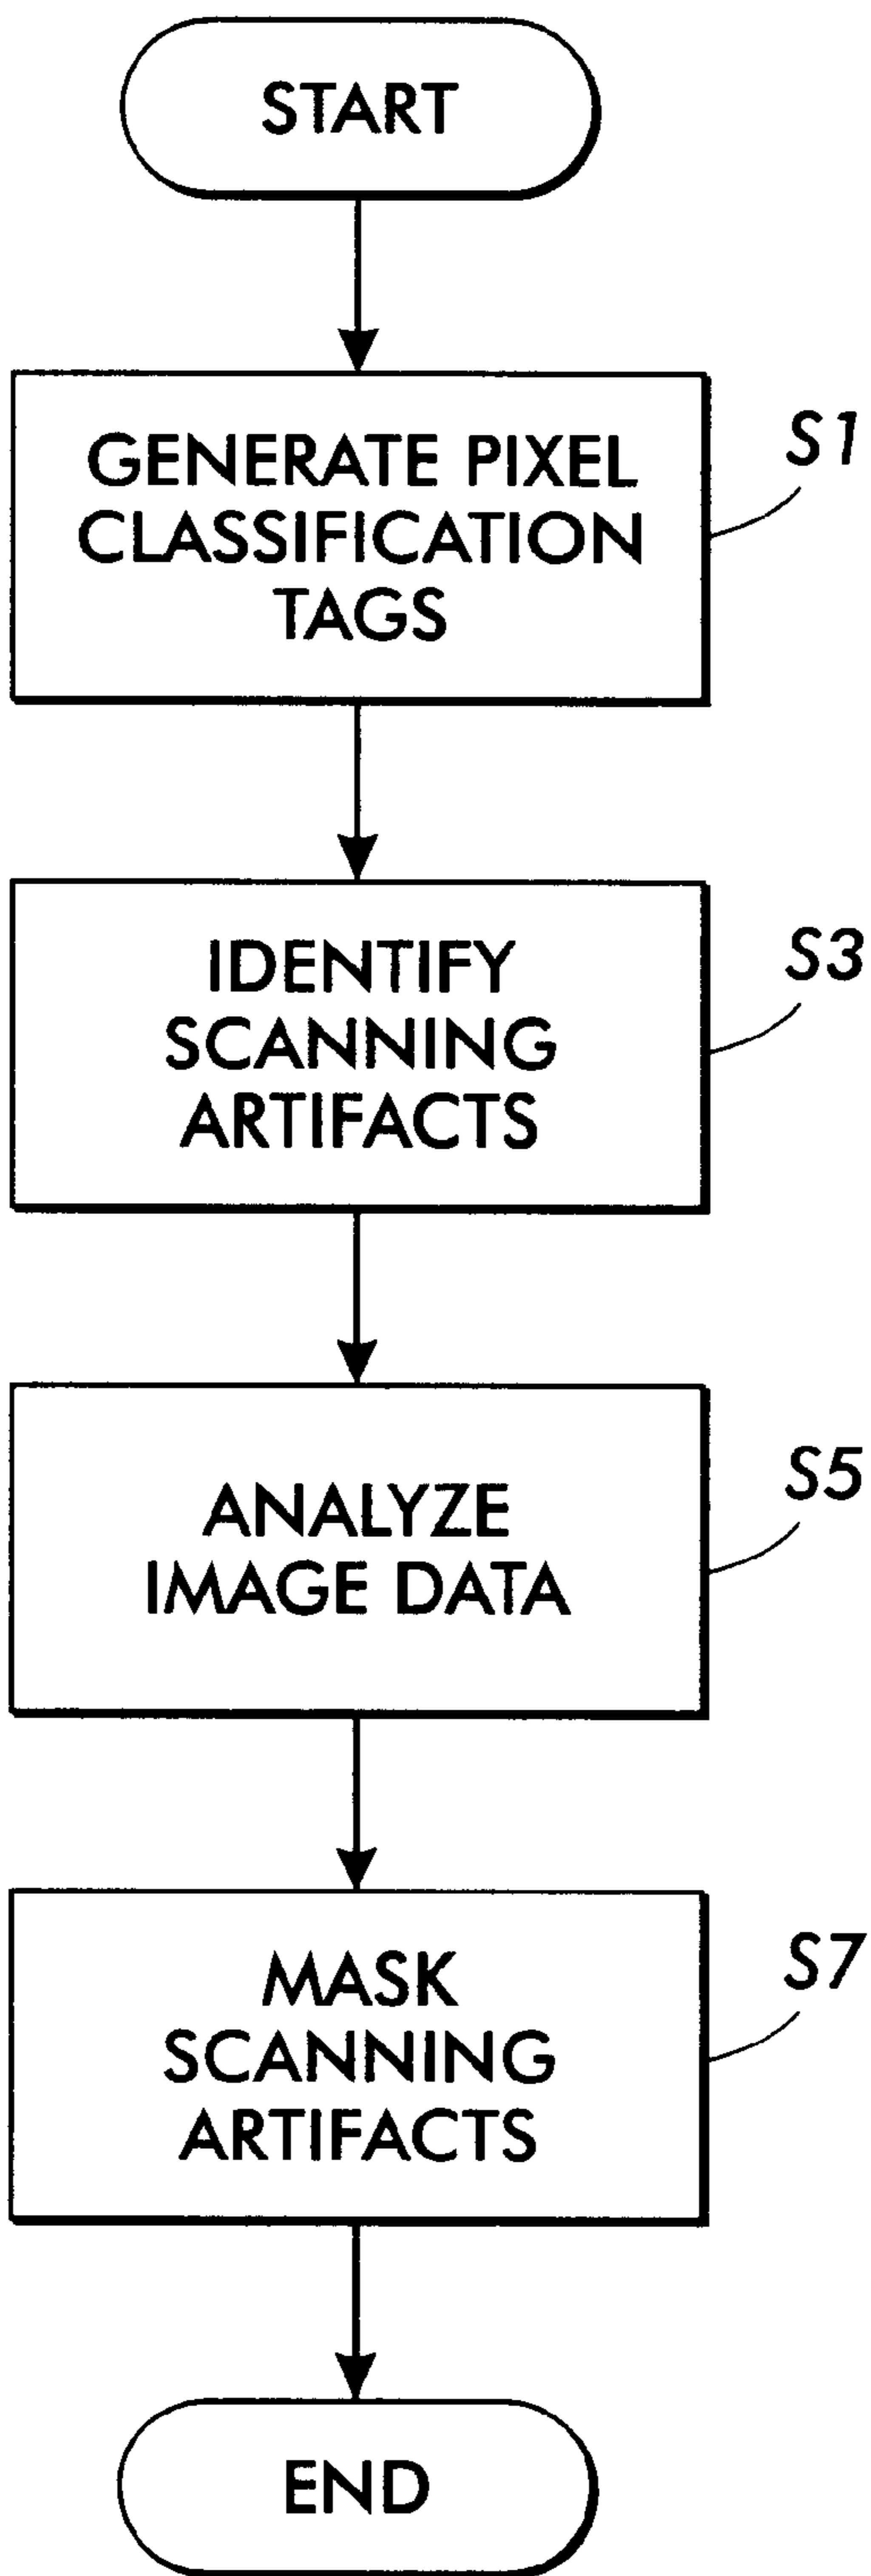 START
GENERATE PIXEL
CLASSIFICATION
TAGS
S1
IDENTIFY
SCANNING
ARTIFACTS
S3
ANALYZE
IMAGE DATA
S5
MASK
SCANNING
ARTIFACTS
S7
END